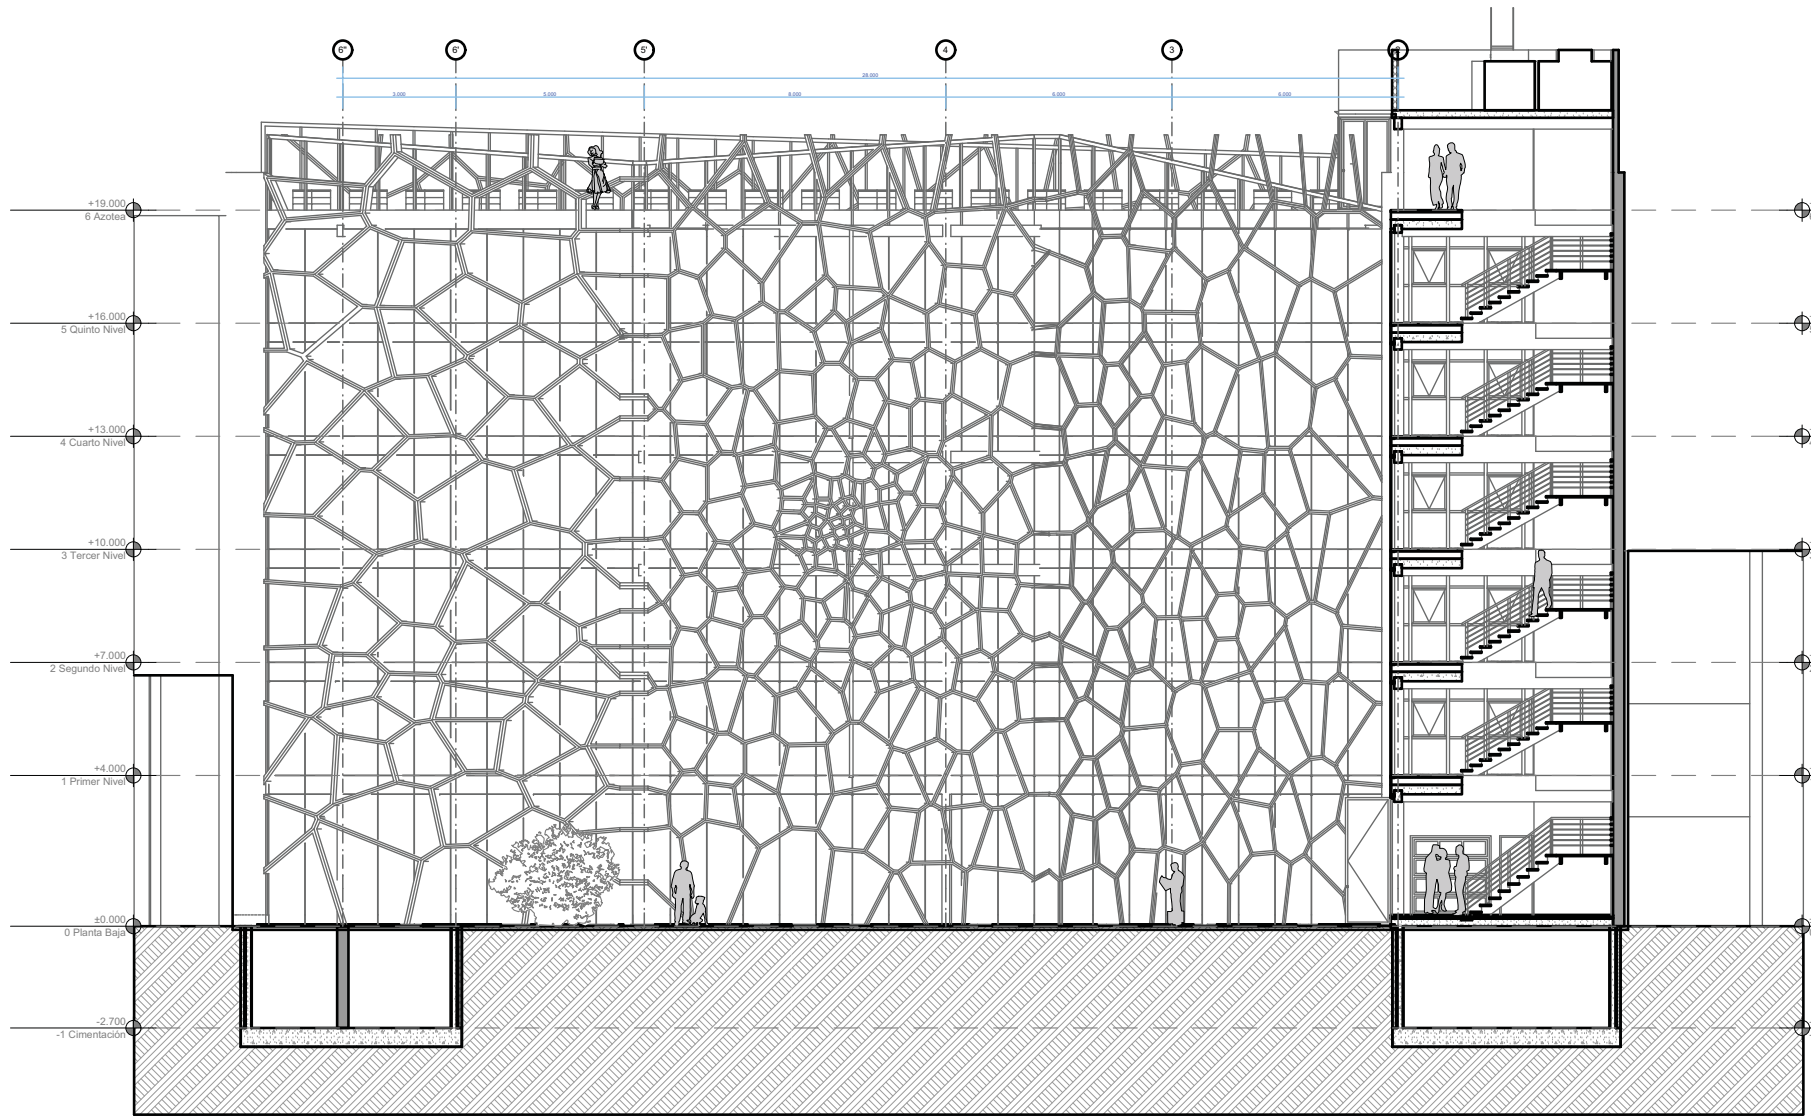 6"
6'
5'
4
3
28.000
3.000
5.000
8.000
6.000
6.000
+19.000
6 Azotea
+16.000
5 Quinto Nivel
+13.000
4 Cuarto Nivel
+10.000
3 Tercer Nivel
+7.000
2 Segundo Nivel
+4.000
1 Primer Nivel
±0.000
0 Planta Baja
-2.700
-1 Cimentación